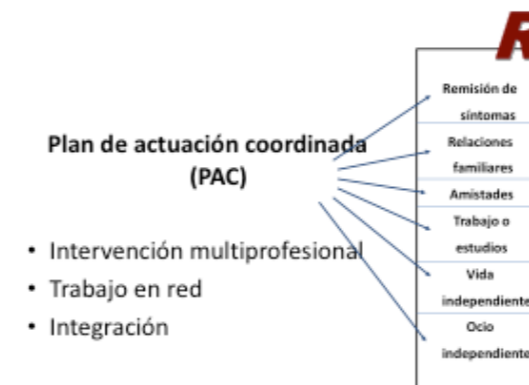 R
Remisión de
síntomas
Plan de actuación coordinada
(PAC)
Relaciones
familiares
Amistades
Trabajo o
estudios
Vida
independiente
Ocio
independiente
• Intervención multiprofesional
• Trabajo en red
• Integración